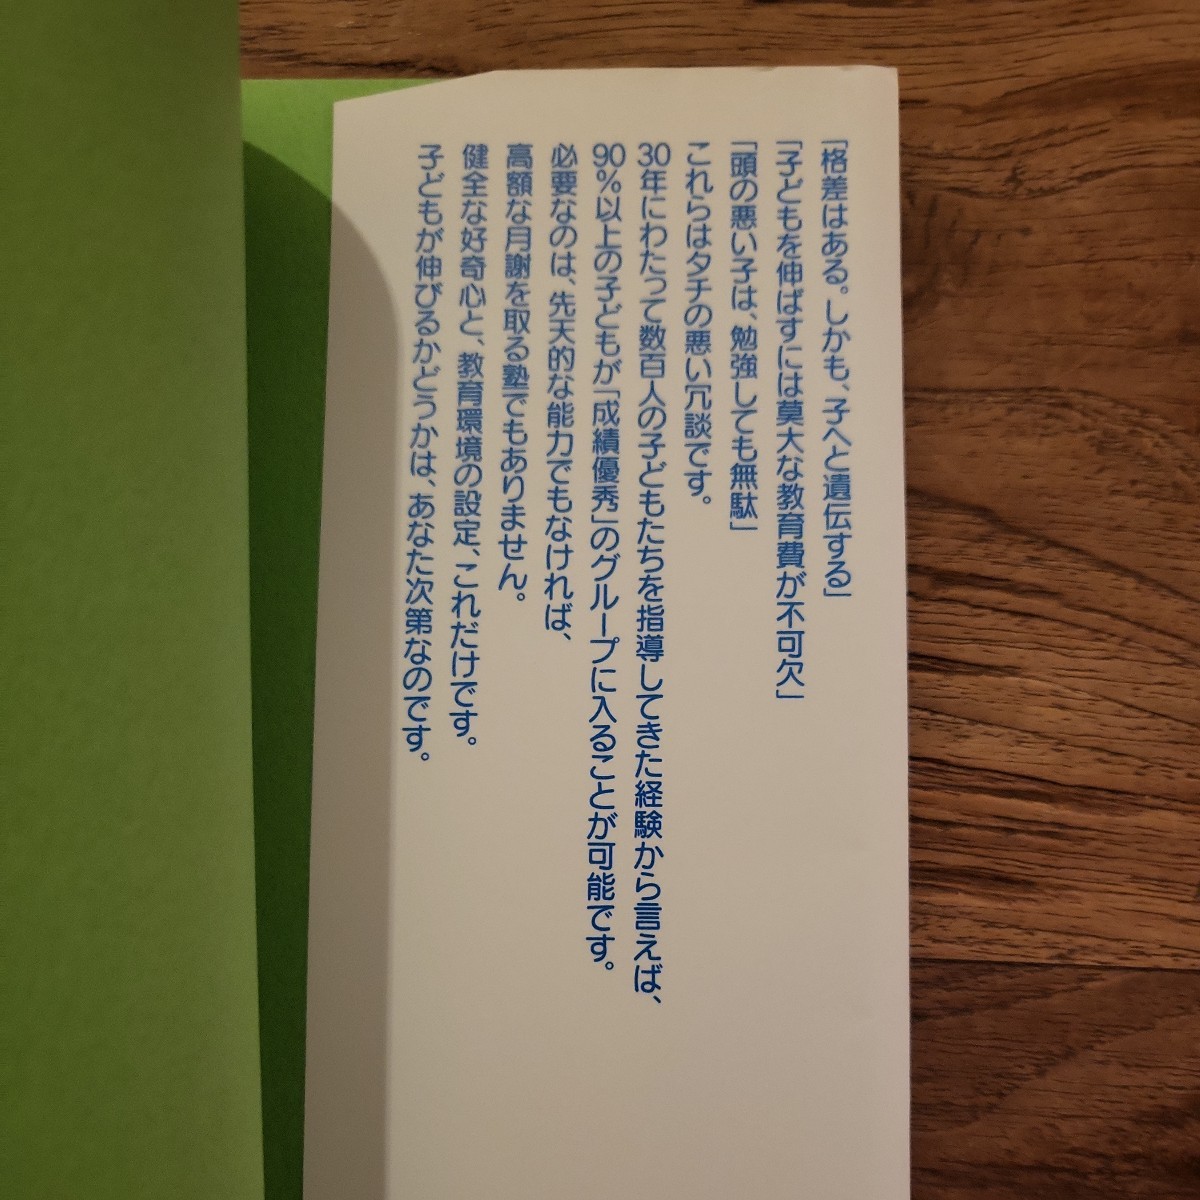 「格差はある。しかも、子へと遺伝する」
「子どもを伸ばすには莫大な教育費が不可欠」
「頭の悪い子は、勉強しても無駄」
これらはタチの悪い冗談です。
30年にわたって数百人の子どもたちを指導してきた経験から言えば、
90%以上の子どもが「成績優秀」のグループに入ることが可能です。
必要なのは、先天的な能力でもなければ、
高額な月謝を取る塾でもありません。
健全な好奇心と、教育環境の設定、これだけです。
子どもが伸びるかどうかは、あなた次第なのです。